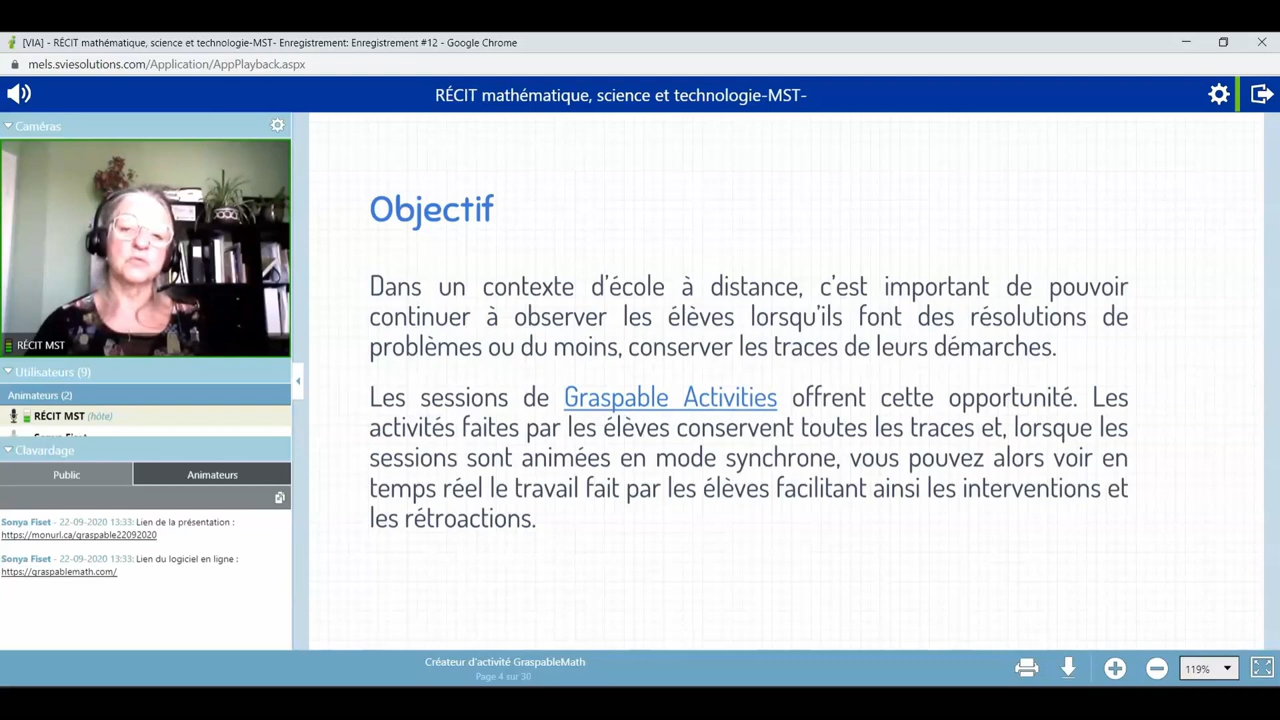 [VIA] - RÉCIT mathématique, science et technologie-MST- Enregistrement: Enregistrement #12 - Google Chrome
mels.sviesolutions.com/Application/AppPlayback.aspx
RÉCIT mathématique, science et technologie-MST-
Caméras
RÉCIT MST
Utilisateurs (9)
Animateurs (2)
RÉCIT MST (hôte)
Sonya Fiset
Clavardage
Public
Animateurs
Sonya Fiset - 22-09-2020 13:33: Lien de la présentation :
https://monurl.ca/graspable22092020
Sonya Fiset - 22-09-2020 13:33: Lien du logiciel en ligne :
https://graspablemath.com/
Objectif
Dans un contexte d'école à distance, c'est important de pouvoir
continuer à observer les élèves lorsqu'ils font des résolutions de
problèmes ou du moins, conserver les traces de leurs démarches.
Les sessions de Graspable Activities offrent cette opportunité. Les
activités faites par les élèves conservent toutes les traces et, lorsque les
sessions sont animées en mode synchrone, vous pouvez alors voir en
temps réel le travail fait par les élèves facilitant ainsi les interventions et
les rétroactions.
Créateur d'activité GraspableMath
Page 4 sur 30
119%